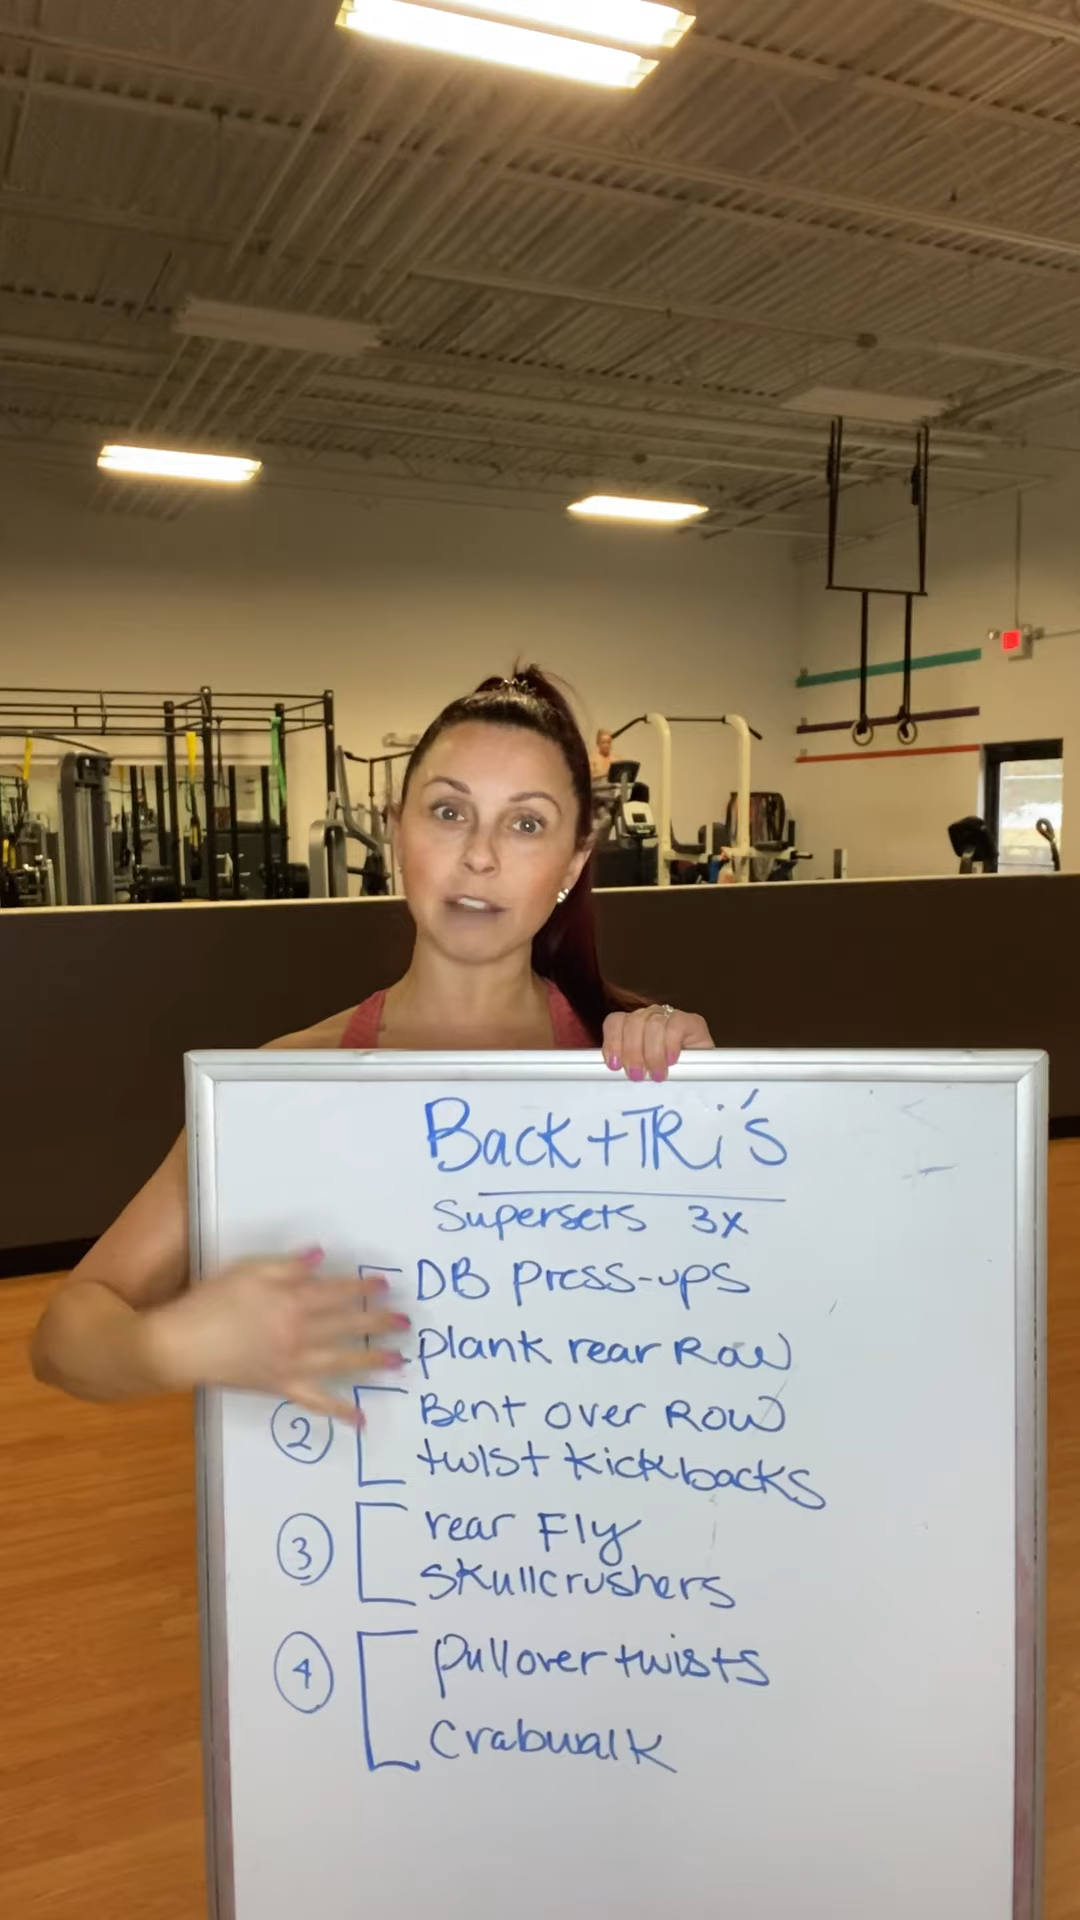 Back + TRi's
Supersets 3x
DB press-ups
plank rear Row
② Bent over Row
twist kickbacks
③ rear Fly
skullcrushers
④ pullover twists
crabwalk